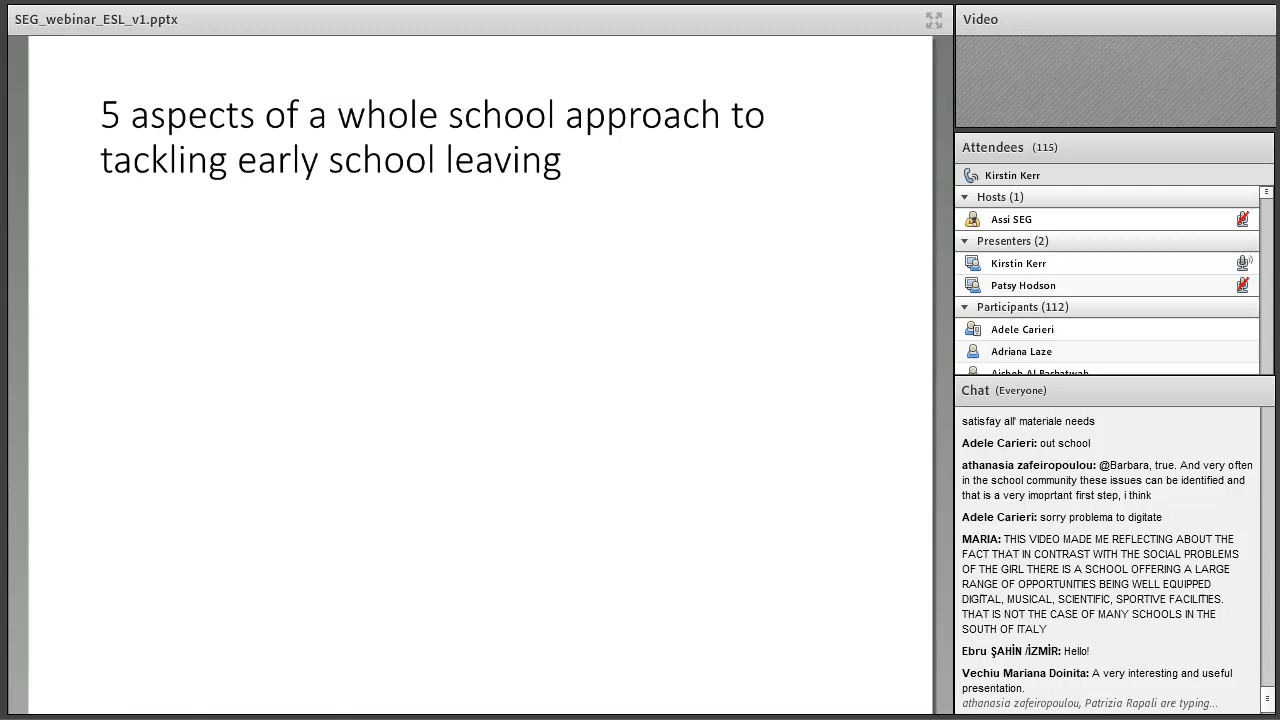 SEG_webinar_ESL_v1.pptx
5 aspects of a whole school approach to
tackling early school leaving
Video
Attendees (115)
Kirstin Kerr
Hosts (1)
Assi SEG
Presenters (2)
Kirstin Kerr
Patsy Hodson
Participants (112)
Adele Carieri
Adriana Laze
Chat (Everyone)
satisfay all' materiale needs
Adele Carieri: out school
athanasia zafeiropoulou: @Barbara, true. And very often
in the school community these issues can be identified and
that is a very imoprtant first step, i think
Adele Carieri: sorry problema to digitate
MARIA: THIS VIDEO MADE ME REFLECTING ABOUT THE
FACT THAT IN CONTRAST WITH THE SOCIAL PROBLEMS
OF THE GIRL THERE IS A SCHOOL OFFERING A LARGE
RANGE OF OPPORTUNITIES BEING WELL EQUIPPED
DIGITAL, MUSICAL, SCIENTIFIC, SPORTIVE FACILITIES.
THAT IS NOT THE CASE OF MANY SCHOOLS IN THE
SOUTH OF ITALY
Ebru ŞAHİN /İZMİR: Hello!
Vechiu Mariana Doinita: A very interesting and useful
presentation.
athanasia zafeiropoulou, Patrizia Rapali are typing...